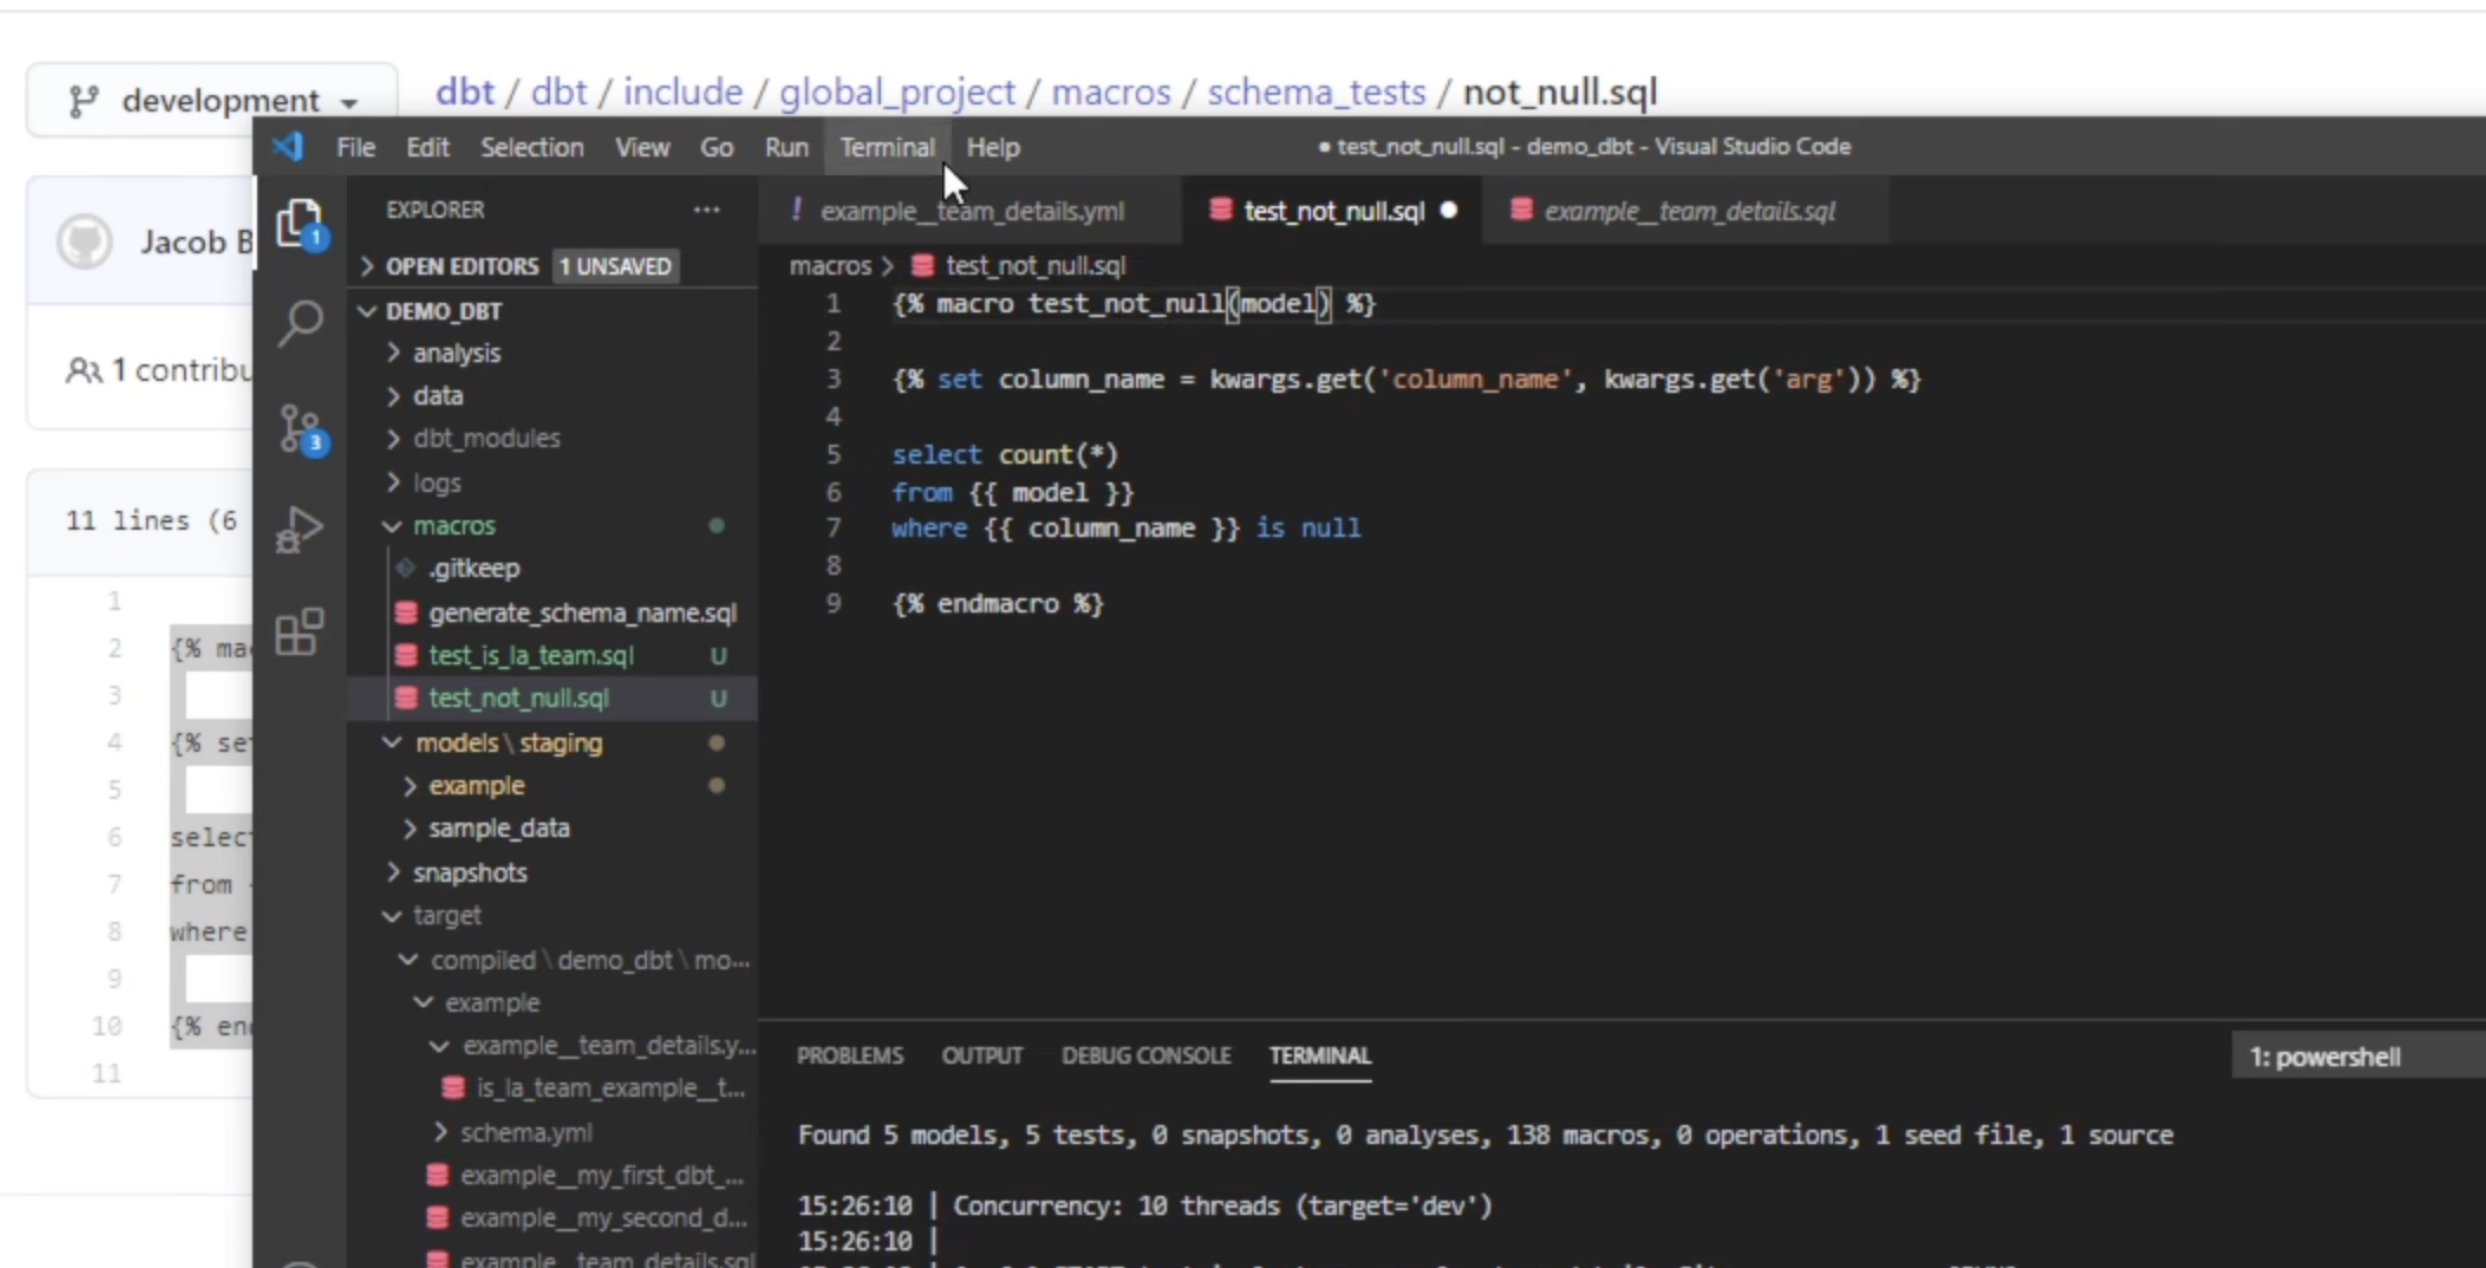 development
dbt / dbt / include / global_project / macros / schema_tests / not_null.sql
Jacob B
1 contribu
11 lines (6
1
2 {% mac
3
4 {% set
5
6 select
7 from
8 where
9
10 {% end
11
File Edit Selection View Go Run Terminal Help
● test_not_null.sql - demo_dbt - Visual Studio Code
1
3
EXPLORER ...
OPEN EDITORS 1 UNSAVED
DEMO_DBT
analysis
data
dbt_modules
logs
macros
.gitkeep
generate_schema_name.sql
test_is_la_team.sql U
test_not_null.sql U
models \ staging
example
sample_data
snapshots
target
compiled \ demo_dbt \ mo...
example
example__team_details.y...
is_la_team_example__t...
schema.yml
example__my_first_dbt_...
example__my_second_d...
example__team_details.sql
! example__team_details.yml
test_not_null.sql ●
example__team_details.sql
macros > test_not_null.sql
1 {% macro test_not_null(model) %}
2
3 {% set column_name = kwargs.get('column_name', kwargs.get('arg')) %}
4
5 select count(*)
6 from {{ model }}
7 where {{ column_name }} is null
8
9 {% endmacro %}
PROBLEMS OUTPUT DEBUG CONSOLE TERMINAL
1: powershell
Found 5 models, 5 tests, 0 snapshots, 0 analyses, 138 macros, 0 operations, 1 seed file, 1 source
15:26:10 | Concurrency: 10 threads (target='dev')
15:26:10 |